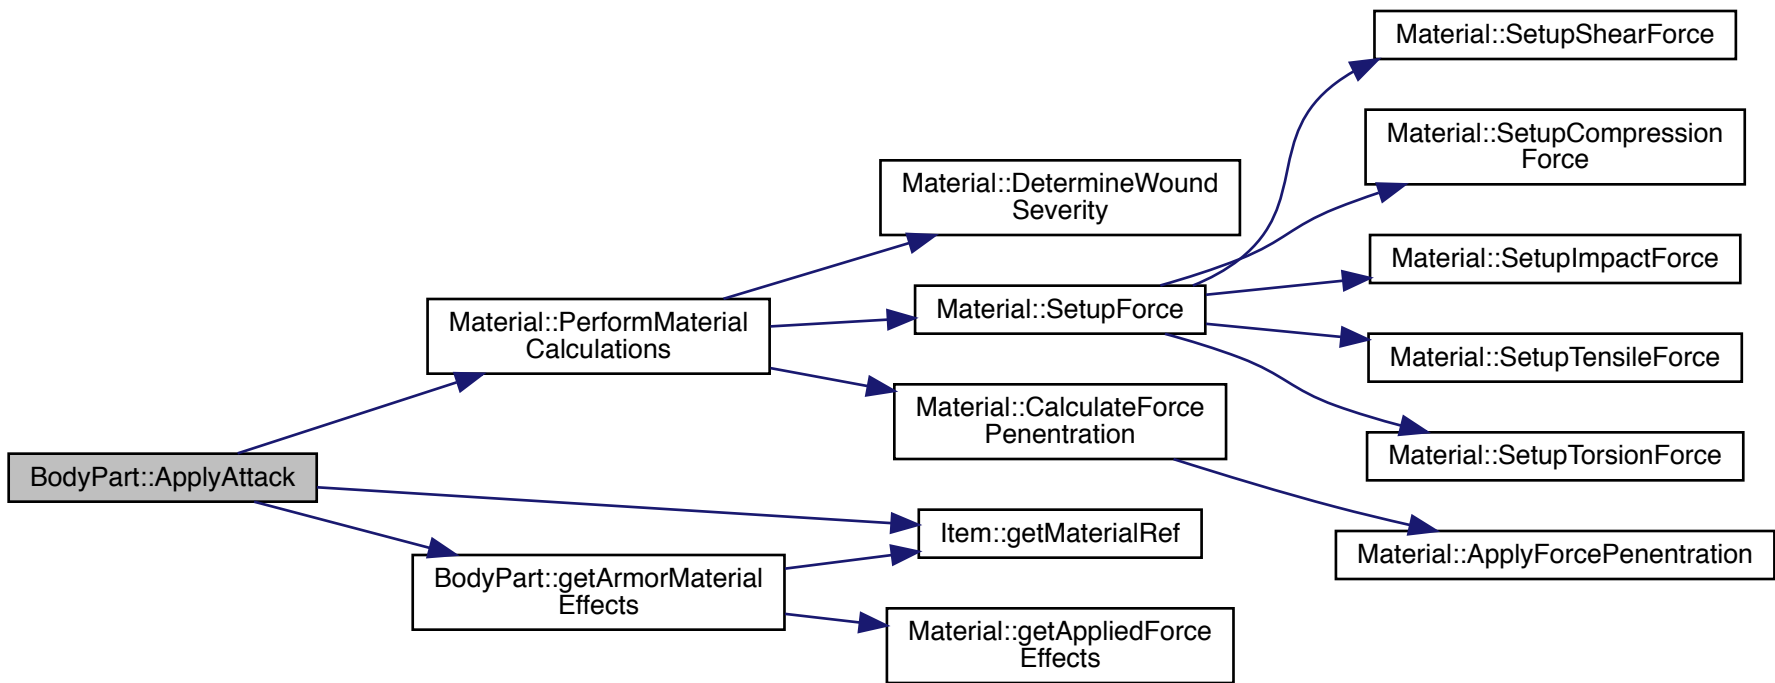 Material::SetupShearForce
Material::SetupCompression
Force
Material::DetermineWound
Severity
Material::SetupImpactForce
Material::PerformMaterial
Calculations
Material::SetupForce
Material::SetupTensileForce
Material::CalculateForce
Penentration
Material::SetupTorsionForce
BodyPart::ApplyAttack
Item::getMaterialRef
Material::ApplyForcePenentration
BodyPart::getArmorMaterial
Effects
Material::getAppliedForce
Effects